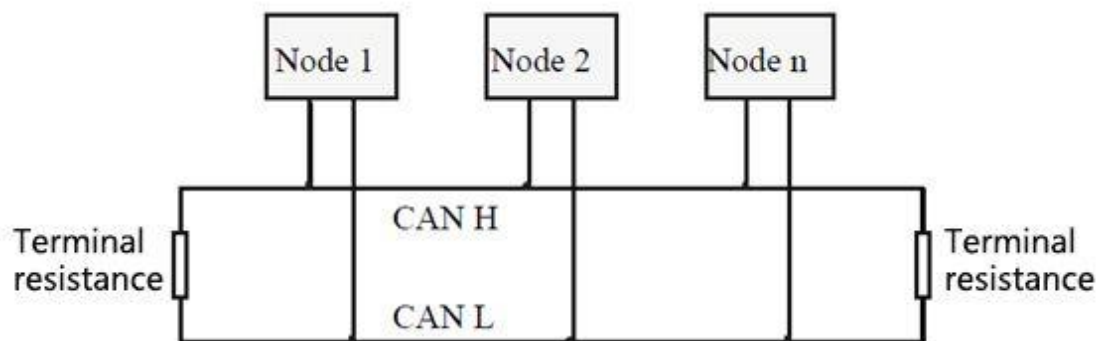 Node 1
Node 2
Node n
CAN H
Terminal
resistance
Terminal
resistance
CAN L